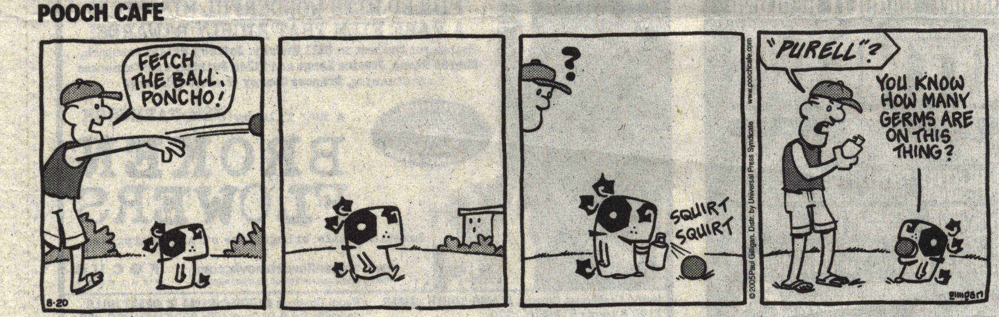 POOCH CAFE
FETCH
THE BALL,
PONCHO!
8-20
?
SQUIRT
SQUIRT
©2005 Paul Gilligan. Distr. by Universal Press Syndicate www.poochcafe.com
"PURELL"?
YOU KNOW
HOW MANY
GERMS ARE
ON THIS
THING?
GILLIGAN